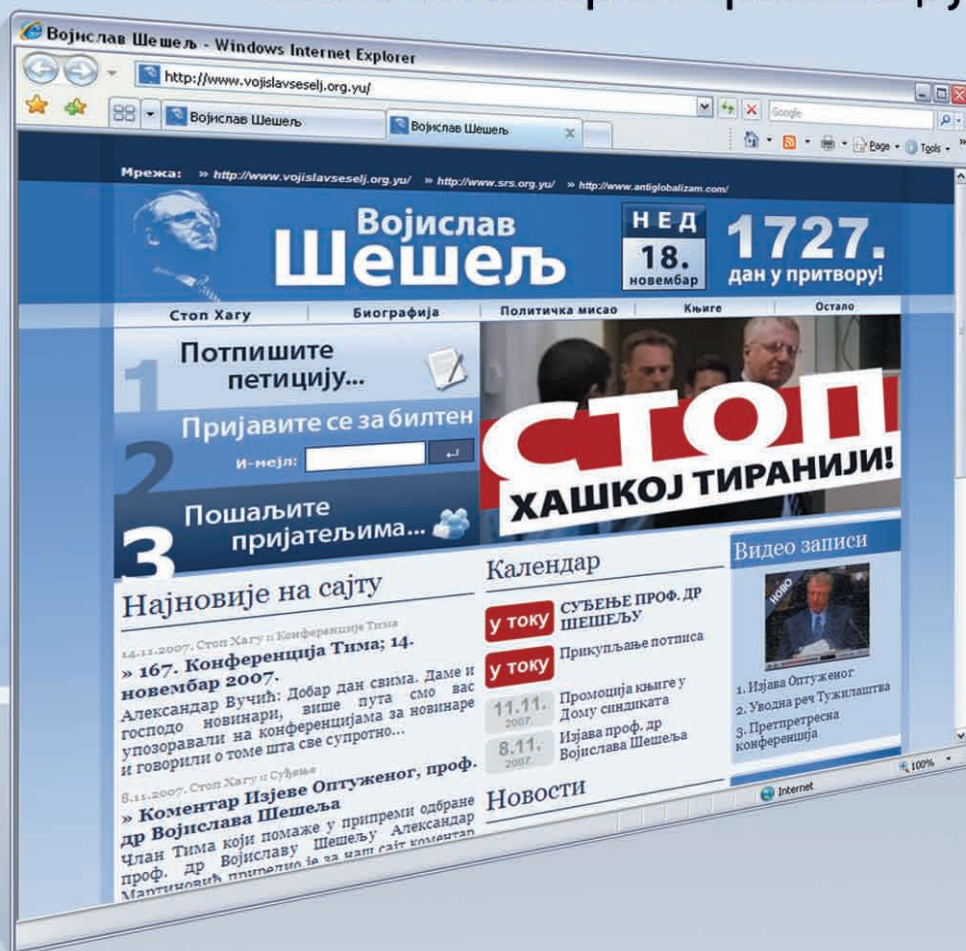 Војислав Шешељ - Windows Internet Explorer
http://www.vojislavseselj.org.yu/
Google
Војислав Шешељ
Војислав Шешељ
Page
Tools
Мрежа: » http://www.vojislavseselj.org.yu/ » http://www.srs.org.yu/ » http://www.antiglobalizam.com/
Војислав
Шешељ
НЕД
18.
новембар
1727.
дан у притвору!
Стоп Хагу
Биографија
Политичка мисао
Књиге
Остало
1
Потпишите
петицију...
2
Пријавите се за билтен
И-мејл:
3
Пошаљите
пријатељима...
СТОП
ХАШКОЈ ТИРАНИЈИ!
Најновије на сајту
14.11.2007. Стоп Хагу :: Конференције Тима
» 167. Конференција Тима; 14.
новембар 2007.
Александар Вучић: Добар дан свима. Даме и
господо новинари, више пута смо вас
упозоравали на конференцијама за новинаре
и говорили о томе шта све супротно...
8.11.2007. Стоп Хагу :: Суђење
» Коментар Изјеве Оптуженог, проф.
др Војислава Шешеља
Члан Тима који помаже у припреми одбране
проф. др Војиславу Шешељу Александар
Мартиновић приредио је за наш сајт коментар
Календар
у току
СУЂЕЊЕ ПРОФ. ДР
ШЕШЕЉУ
у току
Прикупљање потписа
11.11.
2007.
Промоција књиге у
Дому синдиката
8.11.
2007.
Изјава проф. др
Војислава Шешеља
Новости
Видео записи
НОВО
1. Изјава Оптуженог
2. Уводна реч Тужилаштва
3. Претпретресна
конференција
Internet
100%